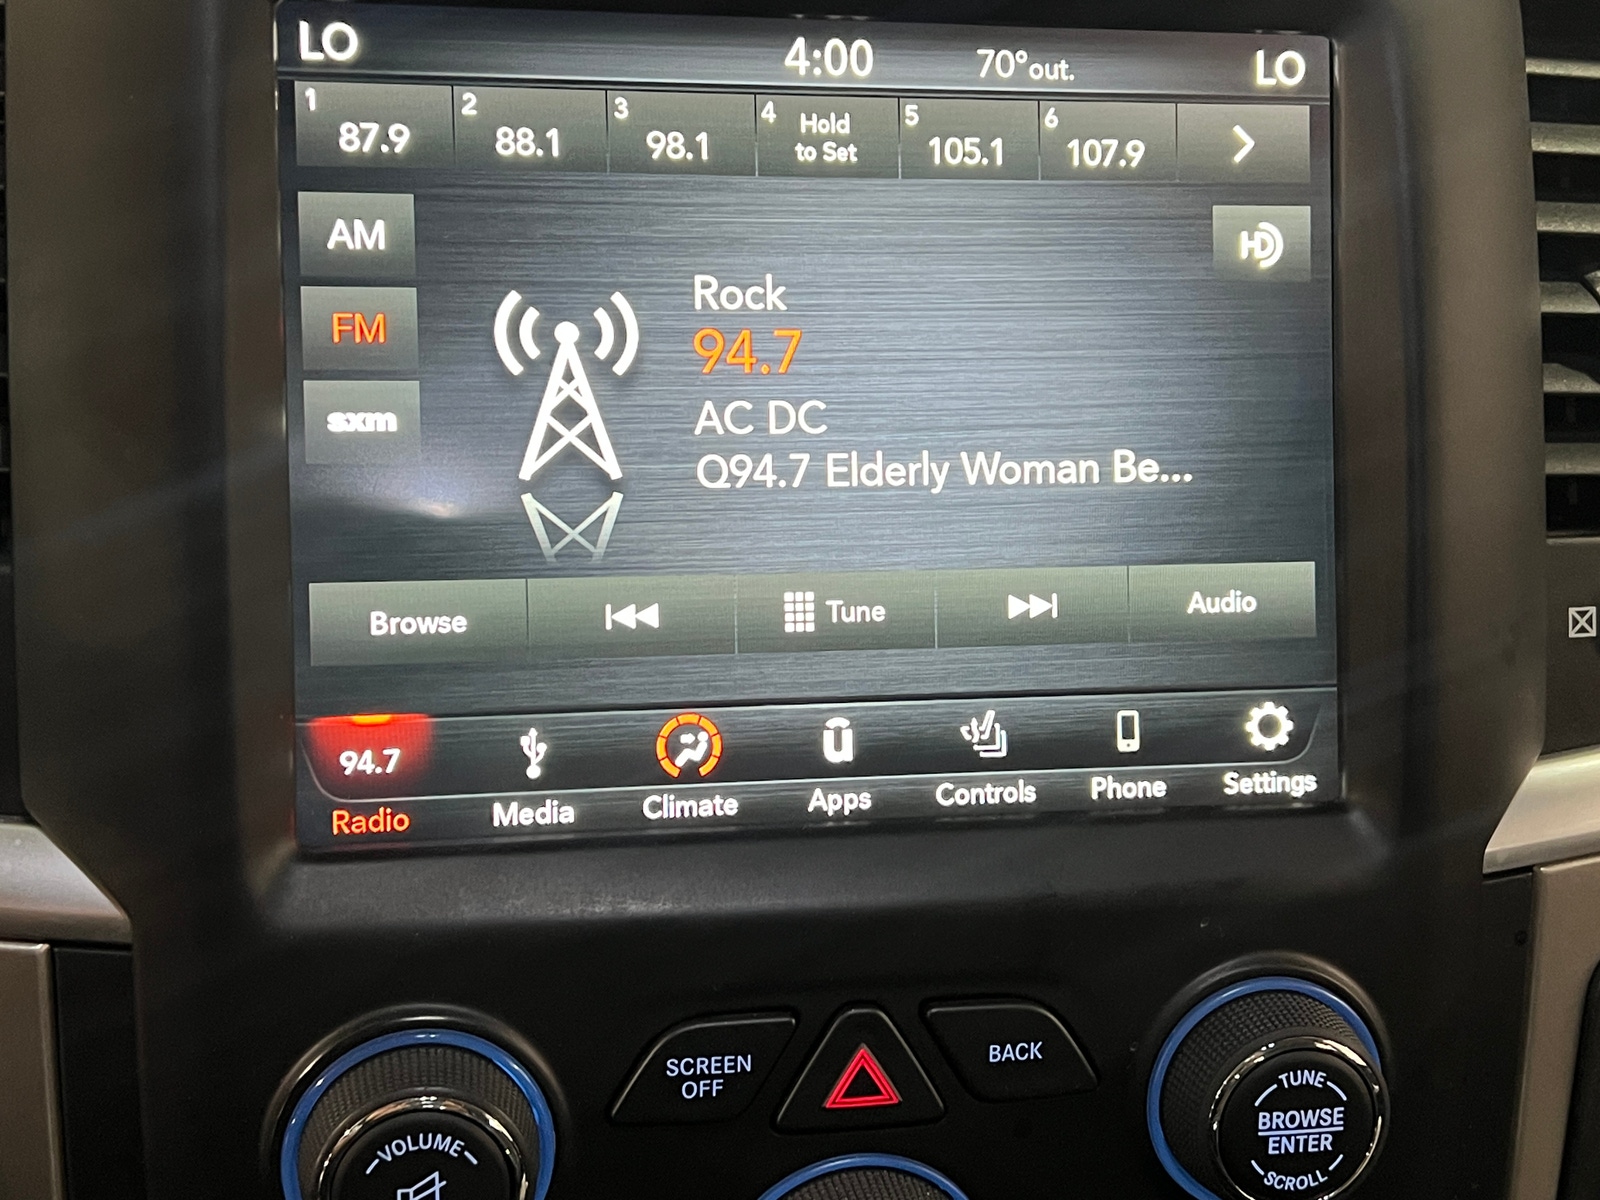 LO 4:00 70° out. LO
1 87.9 2 88.1 3 98.1 4 Hold to Set 5 105.1 6 107.9
AM
HD
FM
sxm
Rock
94.7
AC DC
Q94.7 Elderly Woman Be...
Browse Tune Audio
94.7
Radio Media Climate Apps Controls Phone Settings
SCREEN
OFF
BACK
VOLUME
TUNE
BROWSE
ENTER
SCROLL